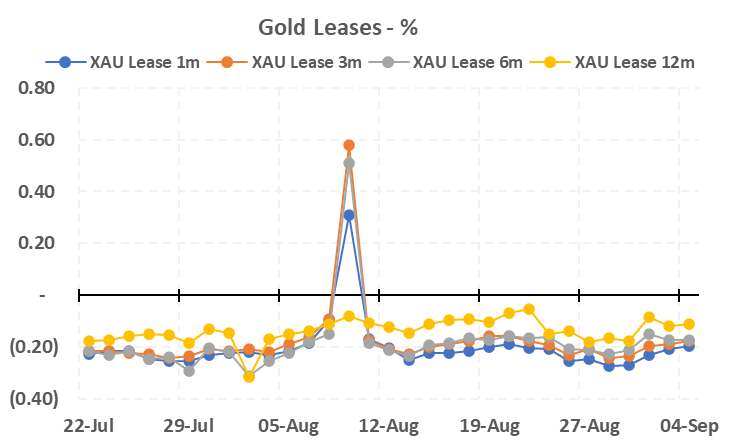 Gold Leases - %
XAU Lease 1m XAU Lease 3m XAU Lease 6m XAU Lease 12m
0.80
0.60
0.40
0.20
-
(0.20)
(0.40)
22-Jul 29-Jul 05-Aug 12-Aug 19-Aug 27-Aug 04-Sep